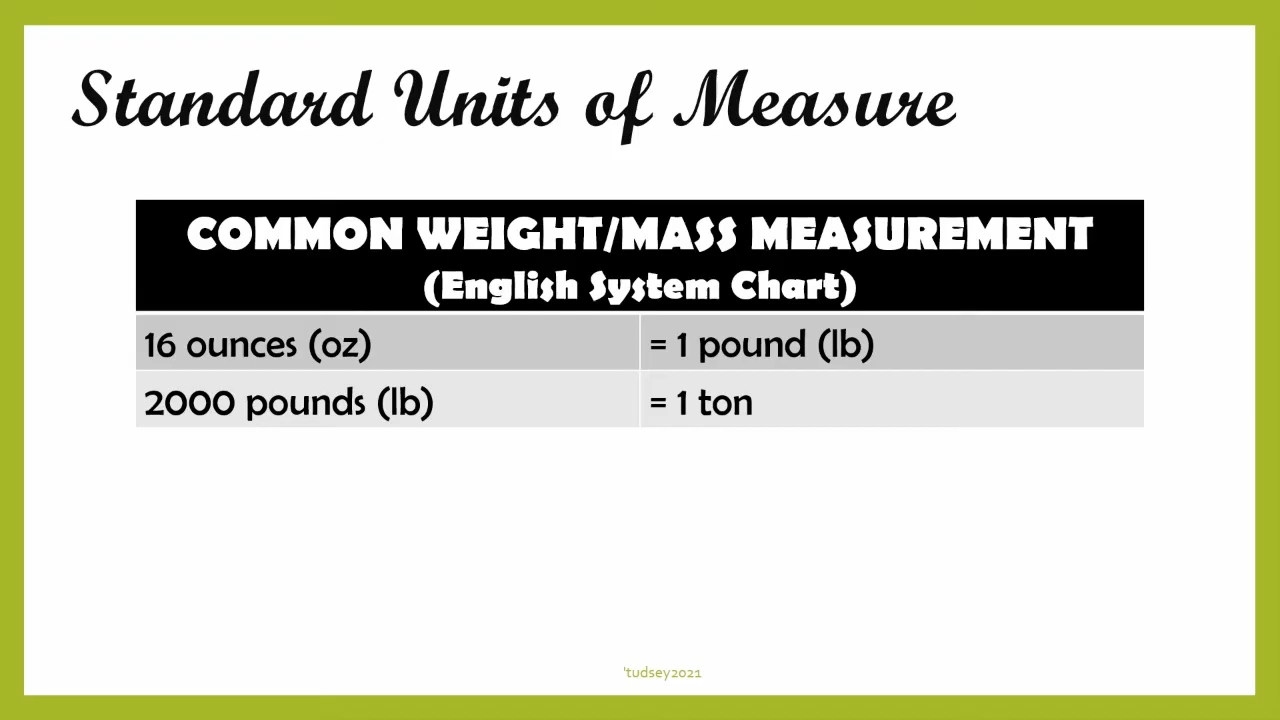 Standard Units of Measure
COMMON WEIGHT/MASS MEASUREMENT
(English System Chart)
16 ounces (oz) = 1 pound (lb)
2000 pounds (lb) = 1 ton
'tudsey2021